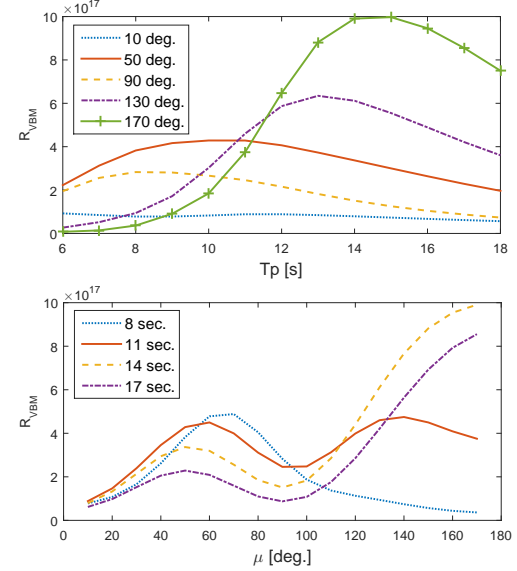 ×10^17
10
8
6
4
2
0
R_VBM
10 deg.
50 deg.
90 deg.
130 deg.
170 deg.
6 8 10 12 14 16 18
Tp [s]
×10^17
10
8
6
4
2
0
R_VBM
8 sec.
11 sec.
14 sec.
17 sec.
0 20 40 60 80 100 120 140 160 180
μ [deg.]